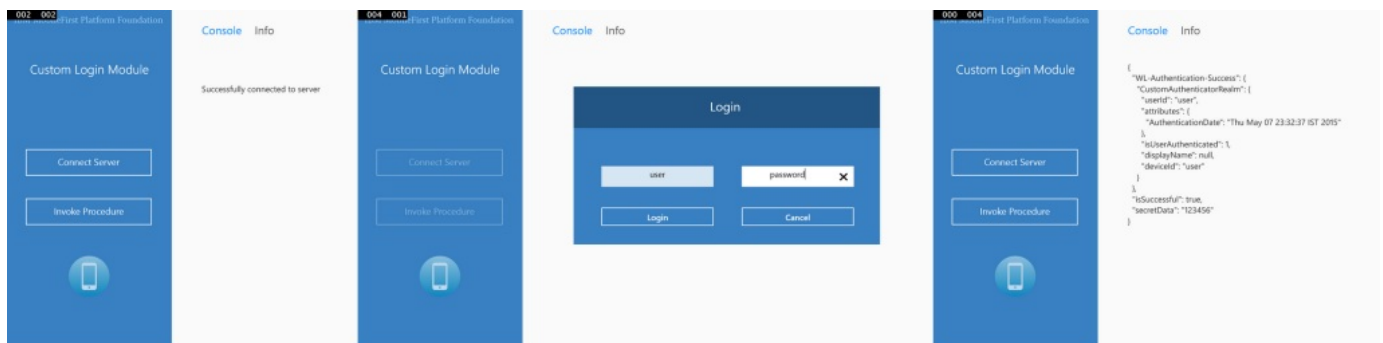 002 002
First Platform Foundation
Custom Login Module
Connect Server
Invoke Procedure
Console Info
Successfully connected to server
004 001
First Platform Foundation
Custom Login Module
Connect Server
Invoke Procedure
Console Info
Login
user password
Login Cancel
000 004
First Platform Foundation
Custom Login Module
Connect Server
Invoke Procedure
Console Info
{
"WL-Authentication-Success": {
"CustomAuthenticatorRealm": {
"userId": "user",
"attributes": {
"AuthenticationDate": "Thu May 07 23:32:37 IST 2015"
},
"isUserAuthenticated": 1,
"displayName": null,
"deviceId": "user"
}
},
"isSuccessful": true,
"secretData": "123456"
}